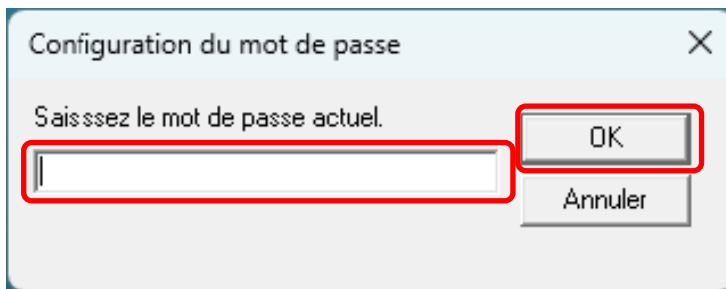 Configuration du mot de passe
Saisssez le mot de passe actuel.
OK
Annuler